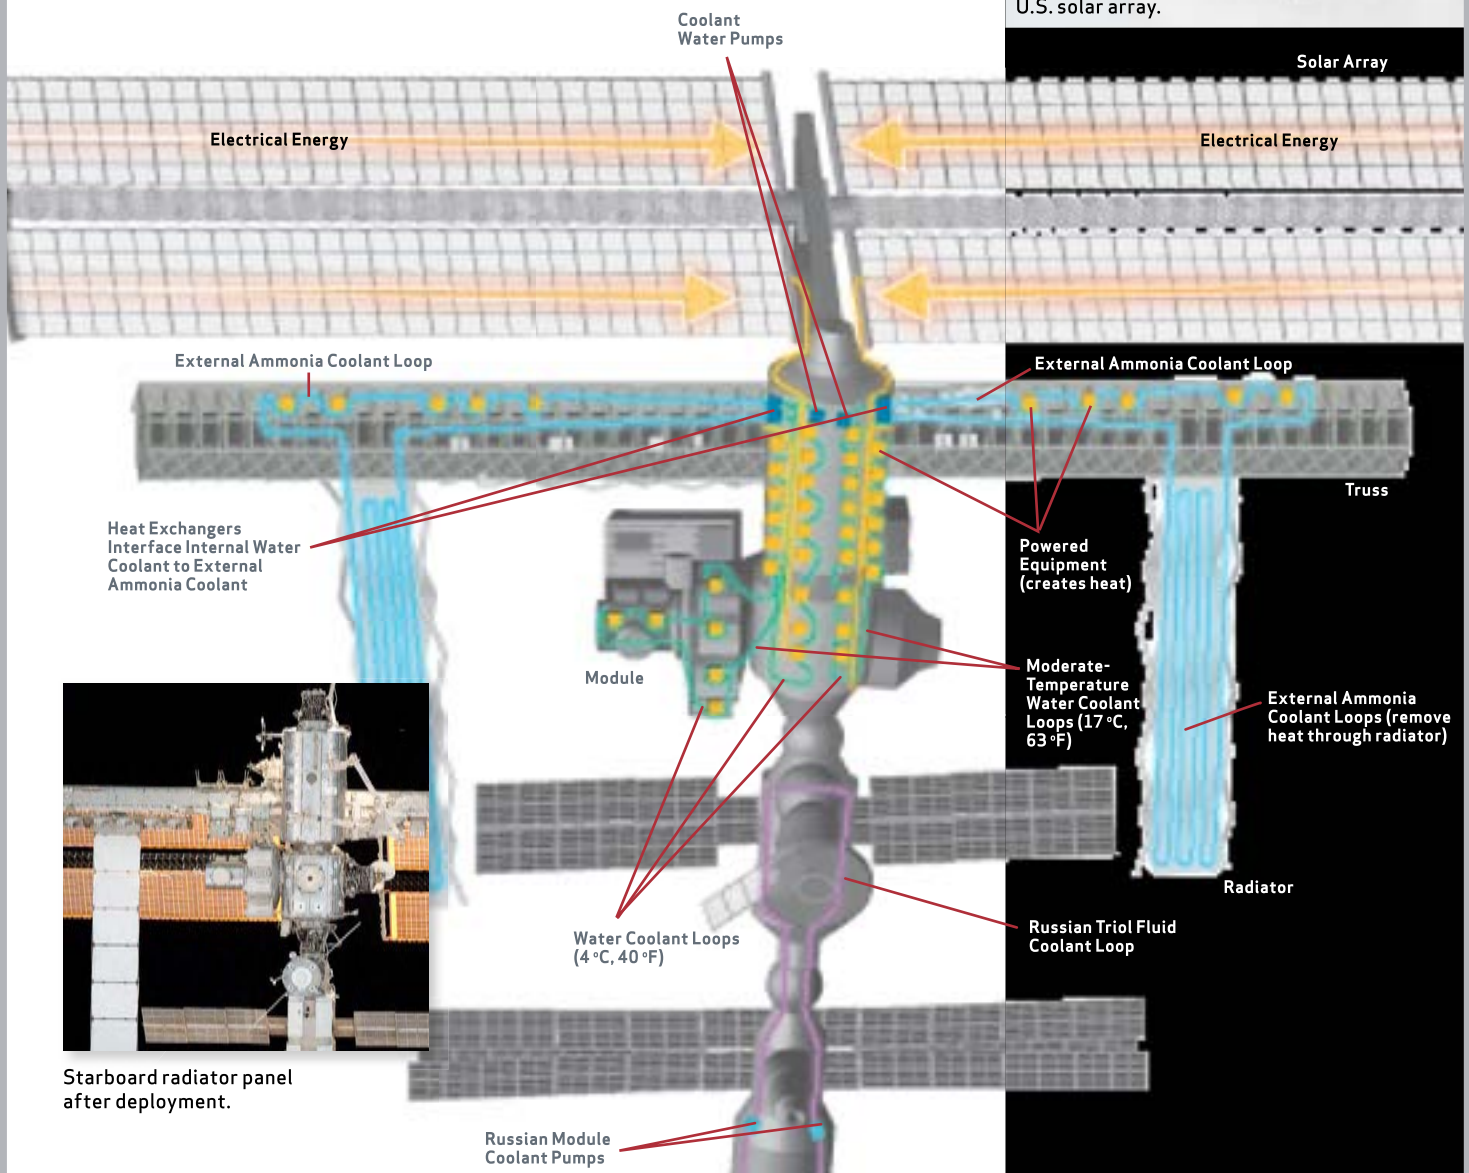 U.S. solar array.
Coolant
Water Pumps
Solar Array
Electrical Energy
Electrical Energy
External Ammonia Coolant Loop
External Ammonia Coolant Loop
Truss
Heat Exchangers
Interface Internal Water
Coolant to External
Ammonia Coolant
Powered
Equipment
(creates heat)
Module
Moderate-
Temperature
Water Coolant
Loops (17 °C,
63 °F)
External Ammonia
Coolant Loops (remove
heat through radiator)
Radiator
Water Coolant Loops
(4 °C, 40 °F)
Russian Triol Fluid
Coolant Loop
Starboard radiator panel
after deployment.
Russian Module
Coolant Pumps